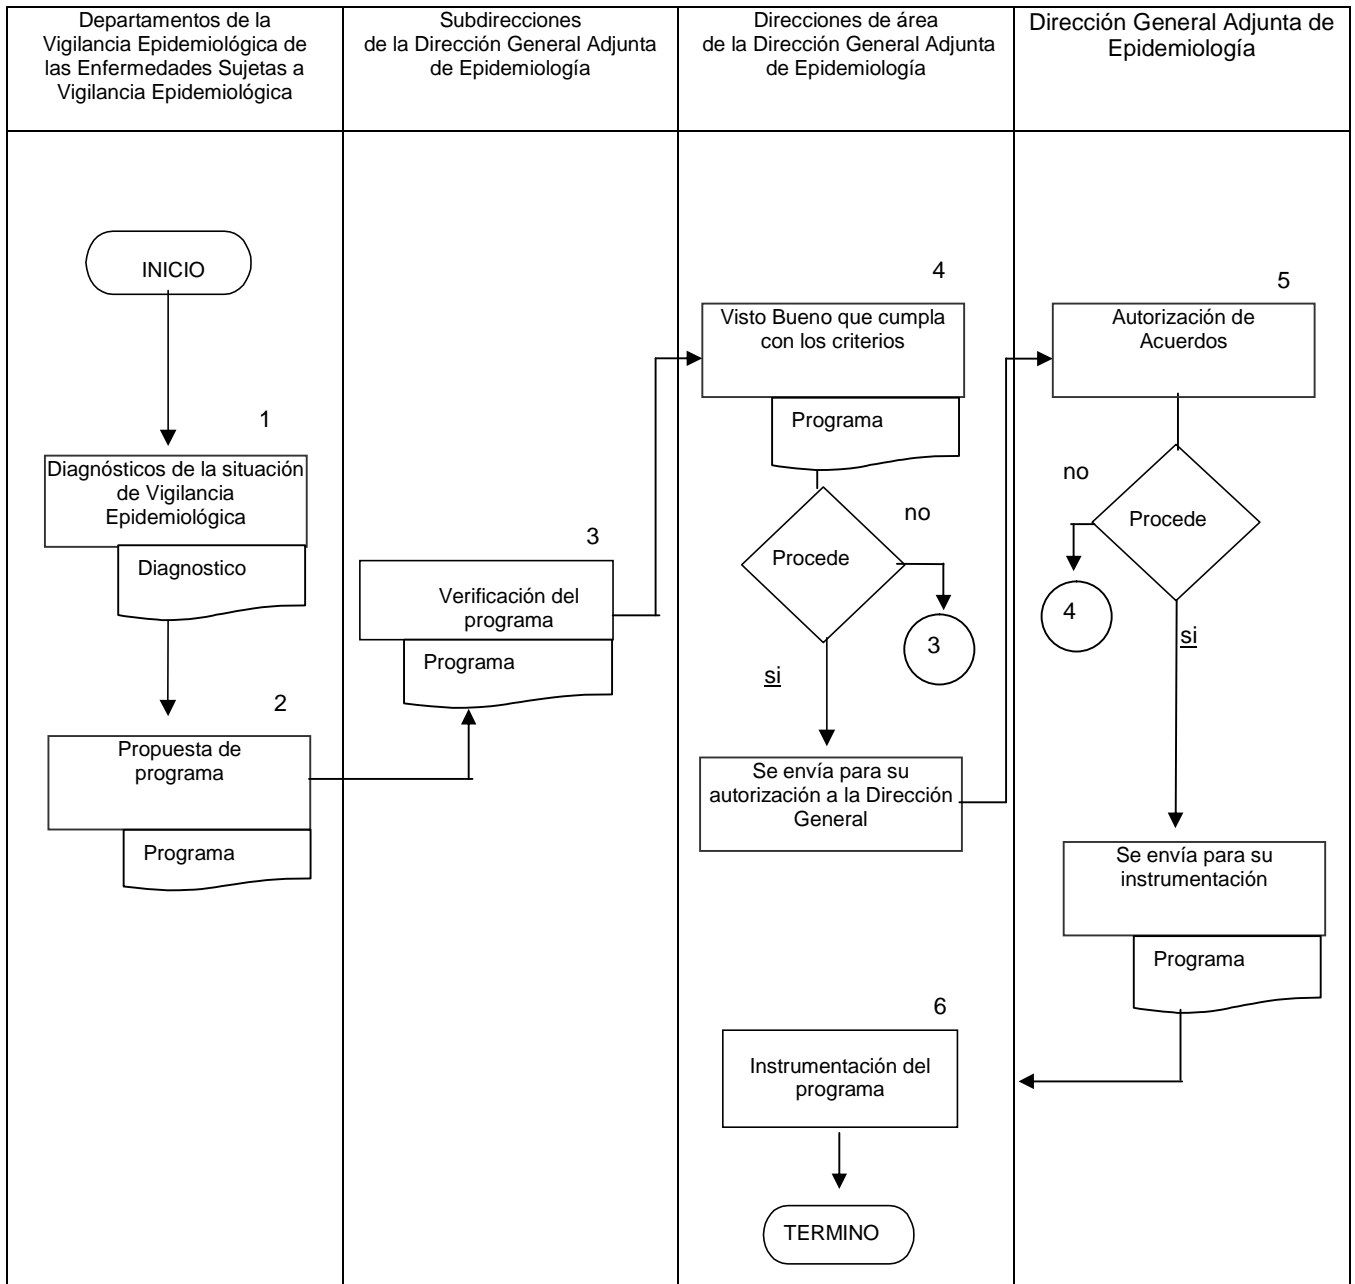 Departamentos de la
Vigilancia Epidemiológica de
las Enfermedades Sujetas a
Vigilancia Epidemiológica
Subdirecciones
de la Dirección General Adjunta
de Epidemiología
Direcciones de área
de la Dirección General Adjunta
de Epidemiología
Dirección General Adjunta de
Epidemiología
INICIO
1
Diagnósticos de la situación
de Vigilancia
Epidemiológica
Diagnostico
2
Propuesta de
programa
Programa
3
Verificación del
programa
Programa
4
Visto Bueno que cumpla
con los criterios
Programa
Procede
no
3
si
Se envía para su
autorización a la Dirección
General
5
Autorización de
Acuerdos
Procede
no
4
si
Se envía para su
instrumentación
Programa
6
Instrumentación del
programa
TERMINO